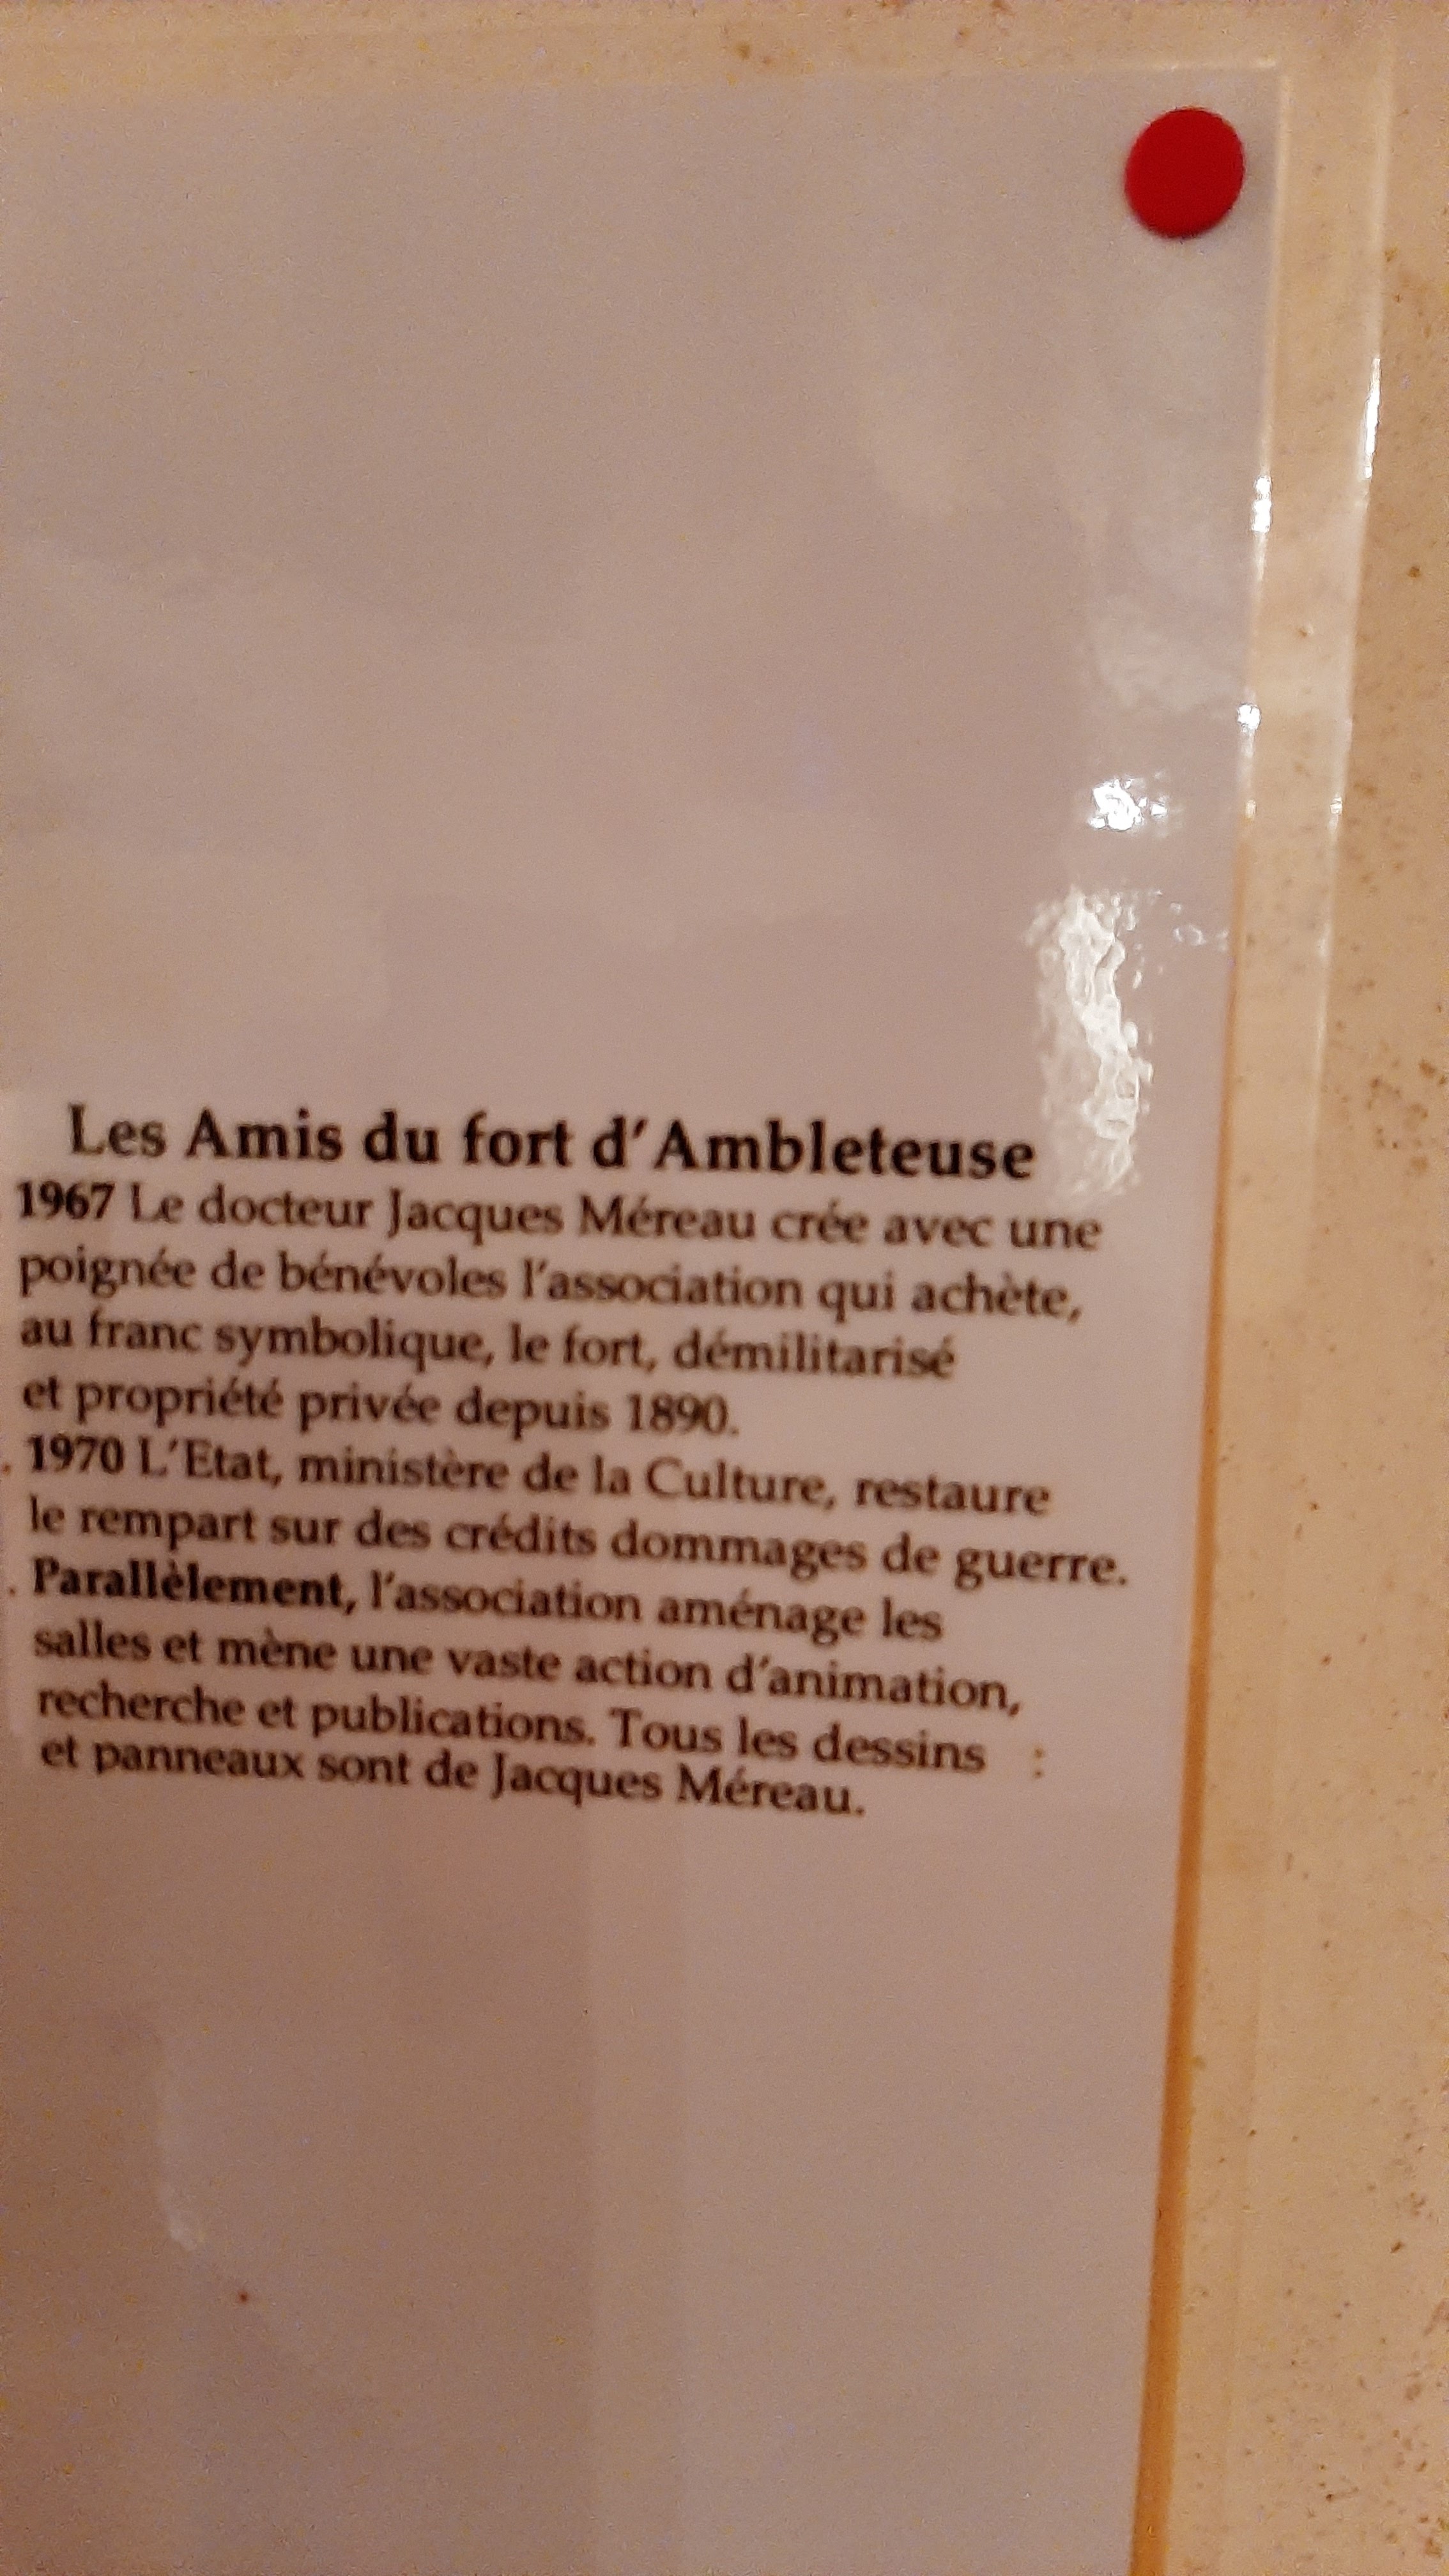 Les Amis du fort d'Ambleteuse
1967 Le docteur Jacques Méreau crée avec une
poignée de bénévoles l'association qui achète,
au franc symbolique, le fort, démilitarisé
et propriété privée depuis 1890.
. 1970 L'Etat, ministère de la Culture, restaure
le rempart sur des crédits dommages de guerre.
. Parallèlement, l'association aménage les
salles et mène une vaste action d'animation,
recherche et publications. Tous les dessins :
et panneaux sont de Jacques Méreau.